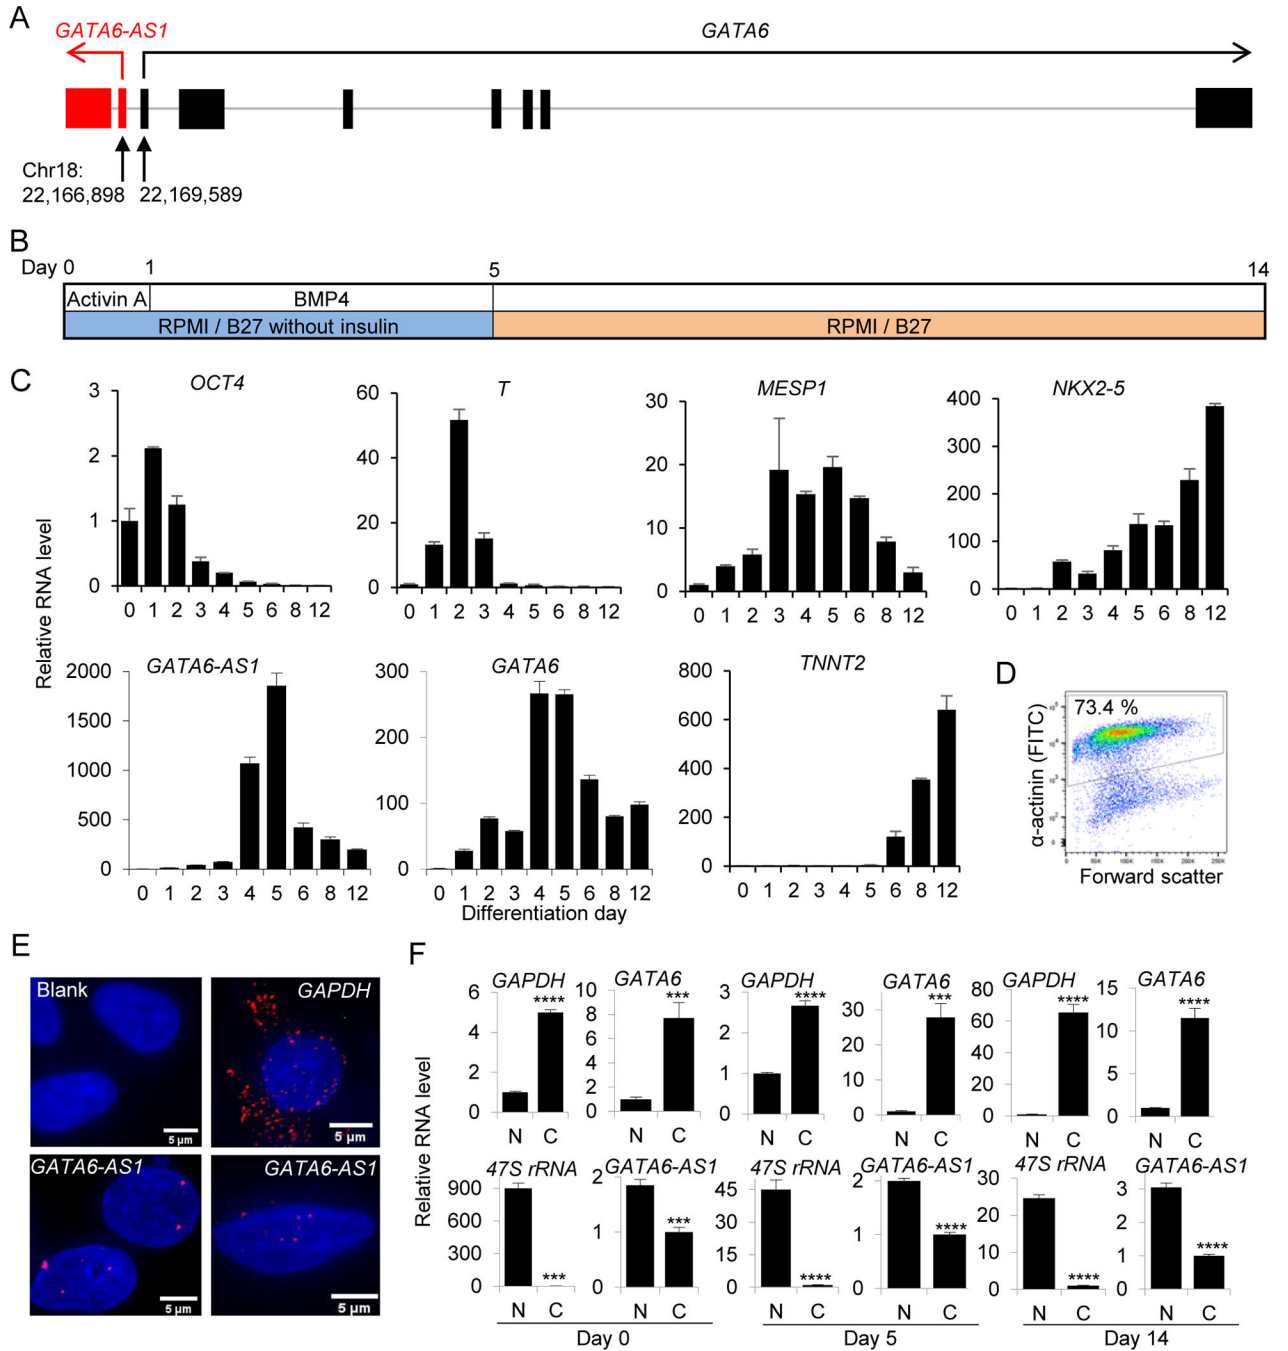 A
GATA6-AS1
GATA6
Chr18:
22,166,898
22,169,589
B
Day 0 1 5 14
Activin A BMP4
RPMI / B27 without insulin RPMI / B27
C
Relative RNA level
OCT4
3
2
1
0
0 1 2 3 4 5 6 8 12
T
60
40
20
0
0 1 2 3 4 5 6 8 12
MESP1
30
20
10
0
0 1 2 3 4 5 6 8 12
NKX2-5
400
300
200
100
0
0 1 2 3 4 5 6 8 12
GATA6-AS1
2000
1500
1000
500
0
0 1 2 3 4 5 6 8 12
GATA6
300
200
100
0
0 1 2 3 4 5 6 8 12
Differentiation day
TNNT2
800
600
400
200
0
0 1 2 3 4 5 6 8 12
D
73.4 %
α-actinin (FITC)
0 50K 100K 150K 200K 250K
Forward scatter
E
Blank
5 µm
GAPDH
5 µm
GATA6-AS1
5 µm
GATA6-AS1
5 µm
F
Relative RNA level
GAPDH
6
4
2
0
****
N C
GATA6
10
8
6
4
2
0
***
N C
GAPDH
3
2
1
0
****
N C
GATA6
30
20
10
0
***
N C
GAPDH
80
60
40
20
0
****
N C
GATA6
15
10
5
0
****
N C
47S rRNA
900
600
300
0
***
N C
GATA6-AS1
2
1
0
***
N C
47S rRNA
45
30
15
0
****
N C
GATA6-AS1
2
1
0
****
N C
47S rRNA
30
20
10
0
****
N C
GATA6-AS1
3
2
1
0
****
N C
Day 0
Day 5
Day 14